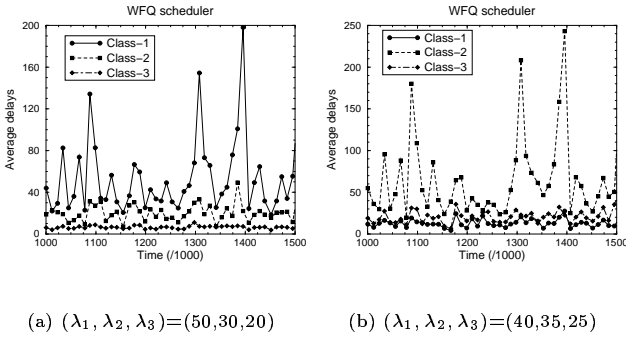 WFQ scheduler
Average delays
200
160
120
80
40
0
Class-1
Class-2
Class-3
1000 1100 1200 1300 1400 1500
Time (/1000)
(a) (λ1, λ2, λ3)=(50,30,20)
WFQ scheduler
Average delays
250
200
150
100
50
0
Class-1
Class-2
Class-3
1000 1100 1200 1300 1400 1500
Time (/1000)
(b) (λ1, λ2, λ3)=(40,35,25)